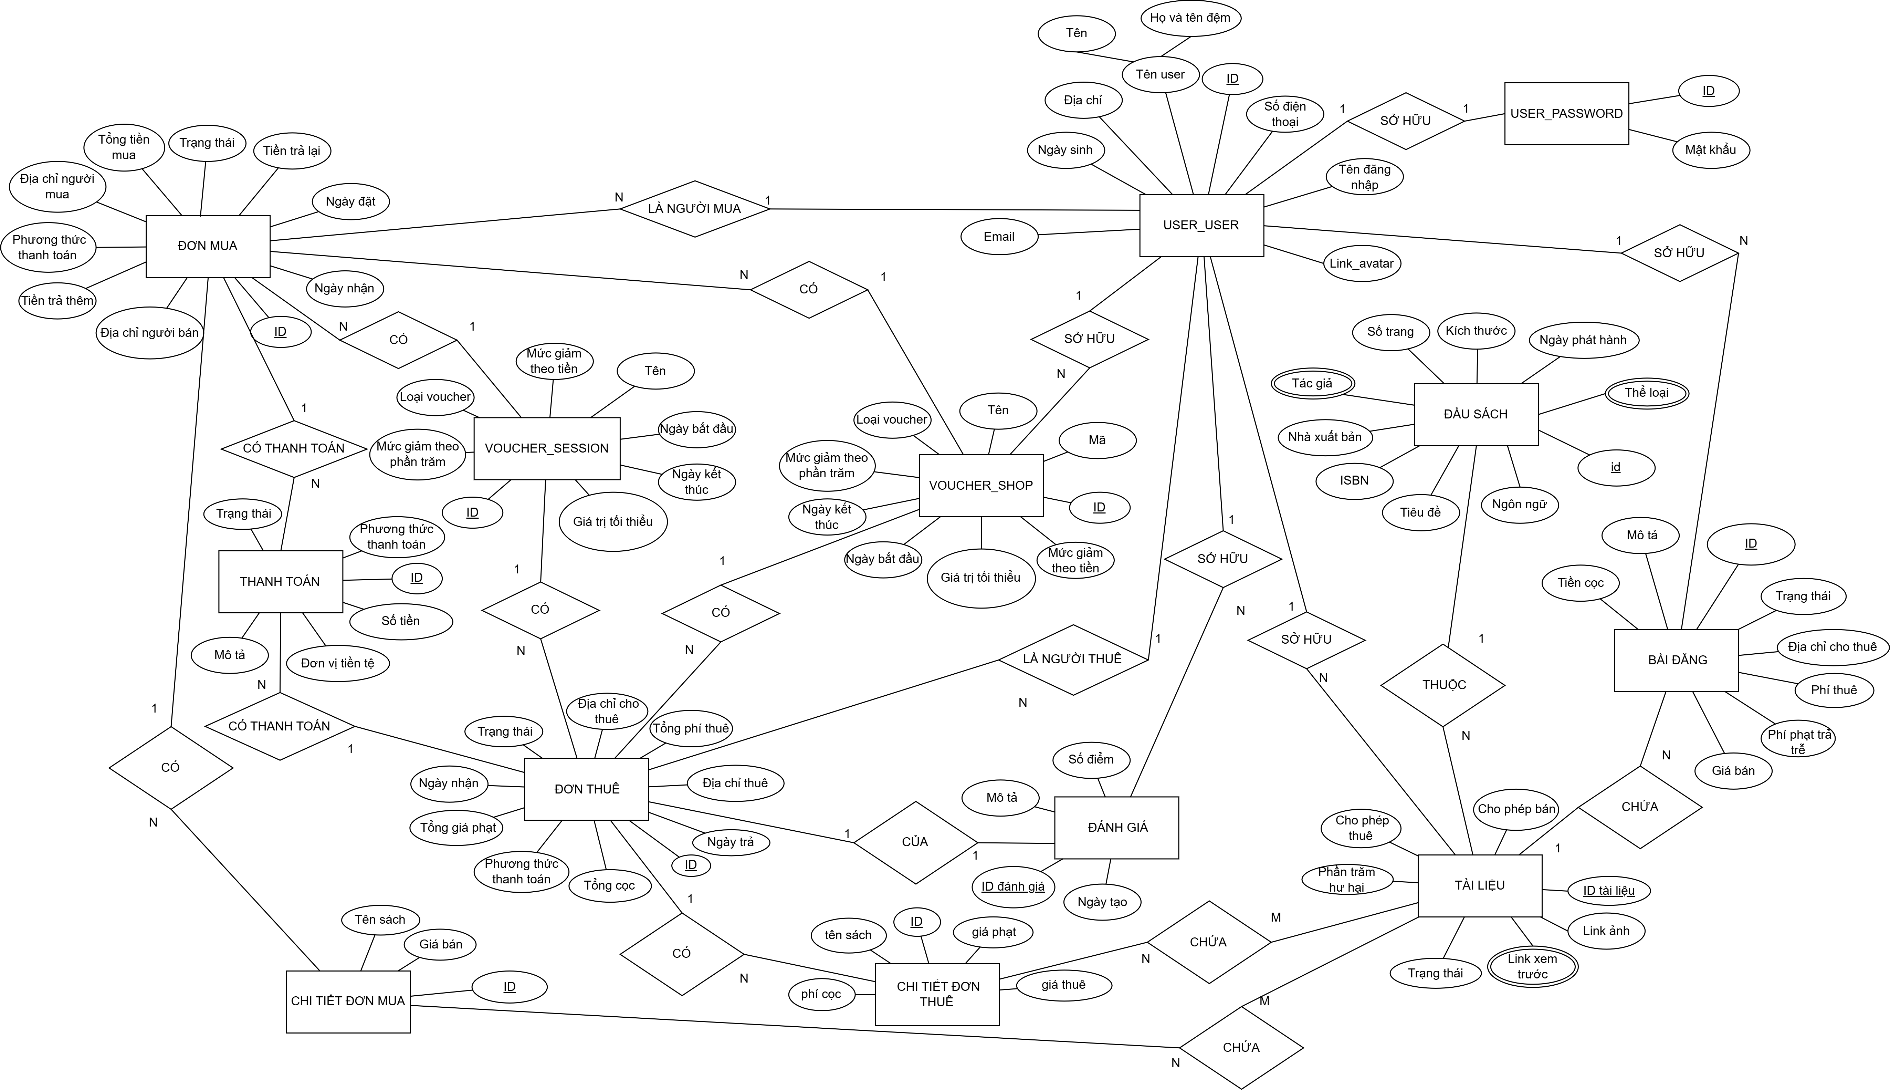 Họ và tên đệm
Tên
Tên user
ID
Địa chỉ
Số điện
thoại
Ngày sinh
Tên đăng
nhập
Email
Link_avatar
USER_USER
1
SỞ HỮU
1
USER_PASSWORD
ID
Mật khẩu
Tổng tiền
mua
Trạng thái
Tiền trả lại
Địa chỉ người
mua
Ngày đặt
Phương thức
thanh toán
ĐƠN MUA
Ngày nhận
Tiền trả thêm
Địa chỉ người bán
ID
N
LÀ NGƯỜI MUA
1
N
CÓ
1
N
CÓ
1
1
SỞ HỮU
N
1
SỞ HỮU
N
Mức giảm
theo tiền
Tên
Loại voucher
Ngày bắt đầu
Mức giảm theo
phần trăm
VOUCHER_SESSION
Ngày kết
thúc
ID
Giá trị tối thiểu
Loại voucher
Tên
Mã
Mức giảm theo
phần trăm
VOUCHER_SHOP
ID
Ngày kết
thúc
Ngày bắt đầu
Giá trị tối thiểu
Mức giảm
theo tiền
Số trang
Kích thước
Ngày phát hành
Tác giả
Thể loại
ĐẦU SÁCH
Nhà xuất bản
id
ISBN
Tiêu đề
Ngôn ngữ
1
CÓ THANH TOÁN
N
Trạng thái
Phương thức
thanh toán
THANH TOÁN
ID
Số tiền
Mô tả
Đơn vị tiền tệ
N
CÓ THANH TOÁN
1
1
CÓ
N
1
CÓ
N
1
SỞ HỮU
N
1
SỞ HỮU
N
1
LÀ NGƯỜI THUÊ
N
1
THUỘC
N
Mô tả
ID
Tiền cọc
Trạng thái
Địa chỉ cho thuê
BÀI ĐĂNG
Phí thuê
Phí phạt trả
trễ
Giá bán
N
CHỨA
1
1
CÓ
N
Địa chỉ cho
thuê
Trạng thái
Tổng phí thuê
Ngày nhận
ĐƠN THUÊ
Địa chỉ thuê
Tổng giá phạt
Ngày trả
Phương thức
thanh toán
Tổng cọc
ID
1
CỦA
1
Số điểm
Mô tả
ĐÁNH GIÁ
ID đánh giá
Ngày tạo
Cho phép bán
Cho phép
thuê
Phần trăm
hư hại
TÀI LIỆU
ID tài liệu
Link ảnh
Trạng thái
Link xem
trước
1
CÓ
N
tên sách
ID
giá phạt
phí cọc
CHI TIẾT ĐƠN
THUÊ
giá thuê
N
CHỨA
M
Tên sách
Giá bán
CHI TIẾT ĐƠN MUA
ID
N
CHỨA
M